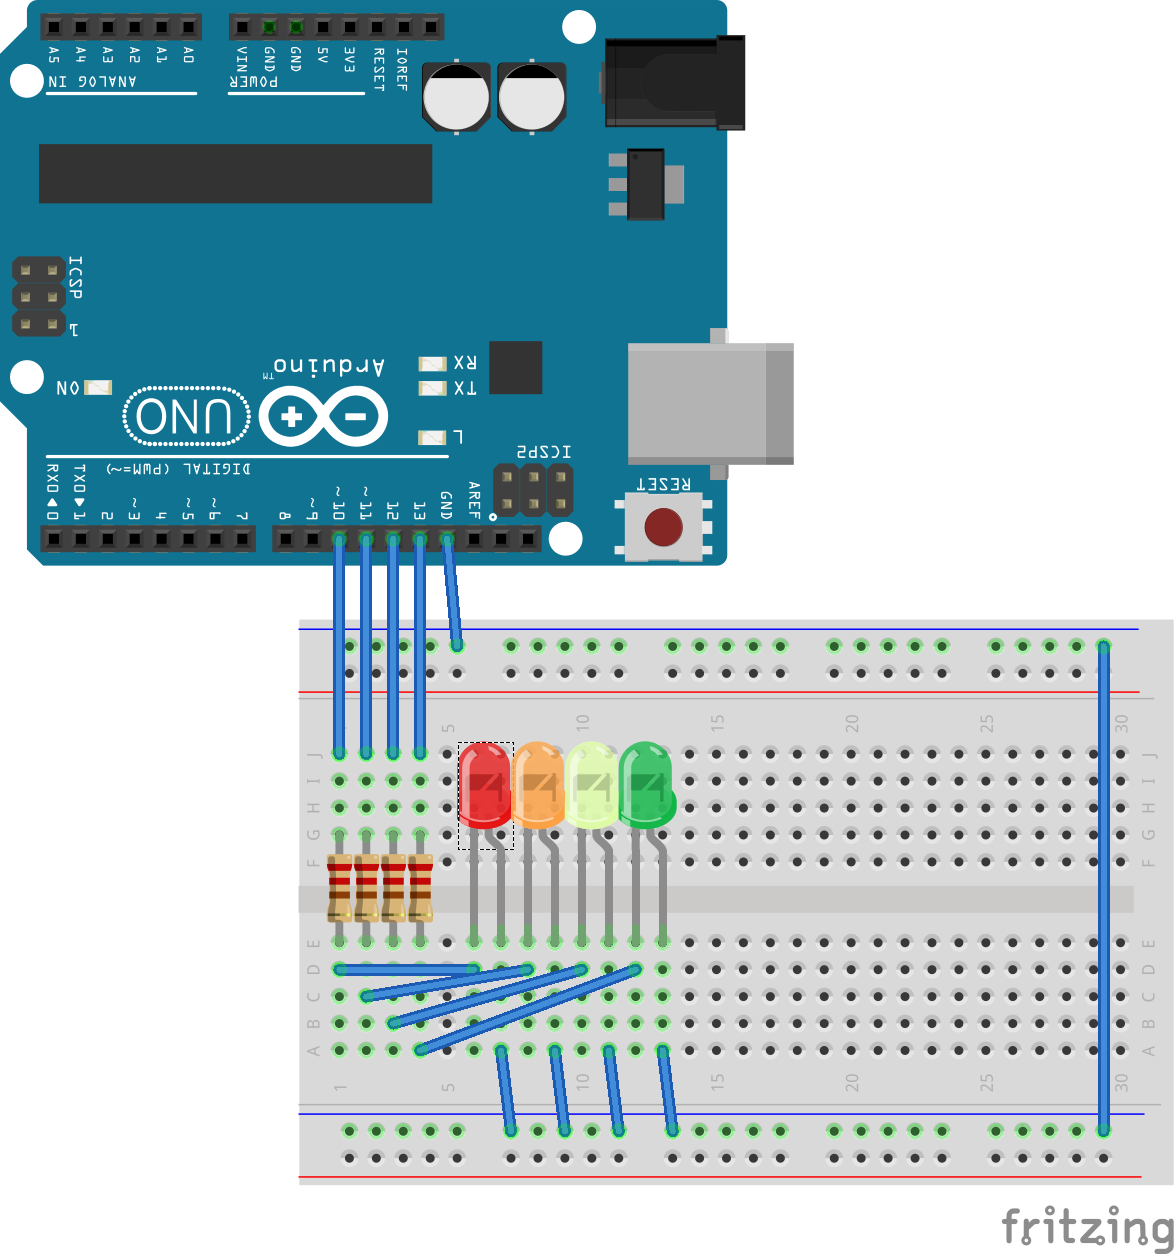 A5 A4 A3 A2 A1 A0
ANALOG IN
VIN GND GND 5V 3V3 RESET IOREF
POWER
ICSP
1
ON
UNO
Arduino
TM
RX
TX
L
ICSP2
RESET
DIGITAL (PWM=~)
RX0◄0 TX0►1 2 ~3 4 ~5 ~6 7 8 ~9 ~10 ~11 12 13 GND AREF
1 5 10 15 20 25 30
J J
I I
H H
G G
F F
E E
D D
C C
B B
A A
1 5 10 15 20 25 30
fritzing